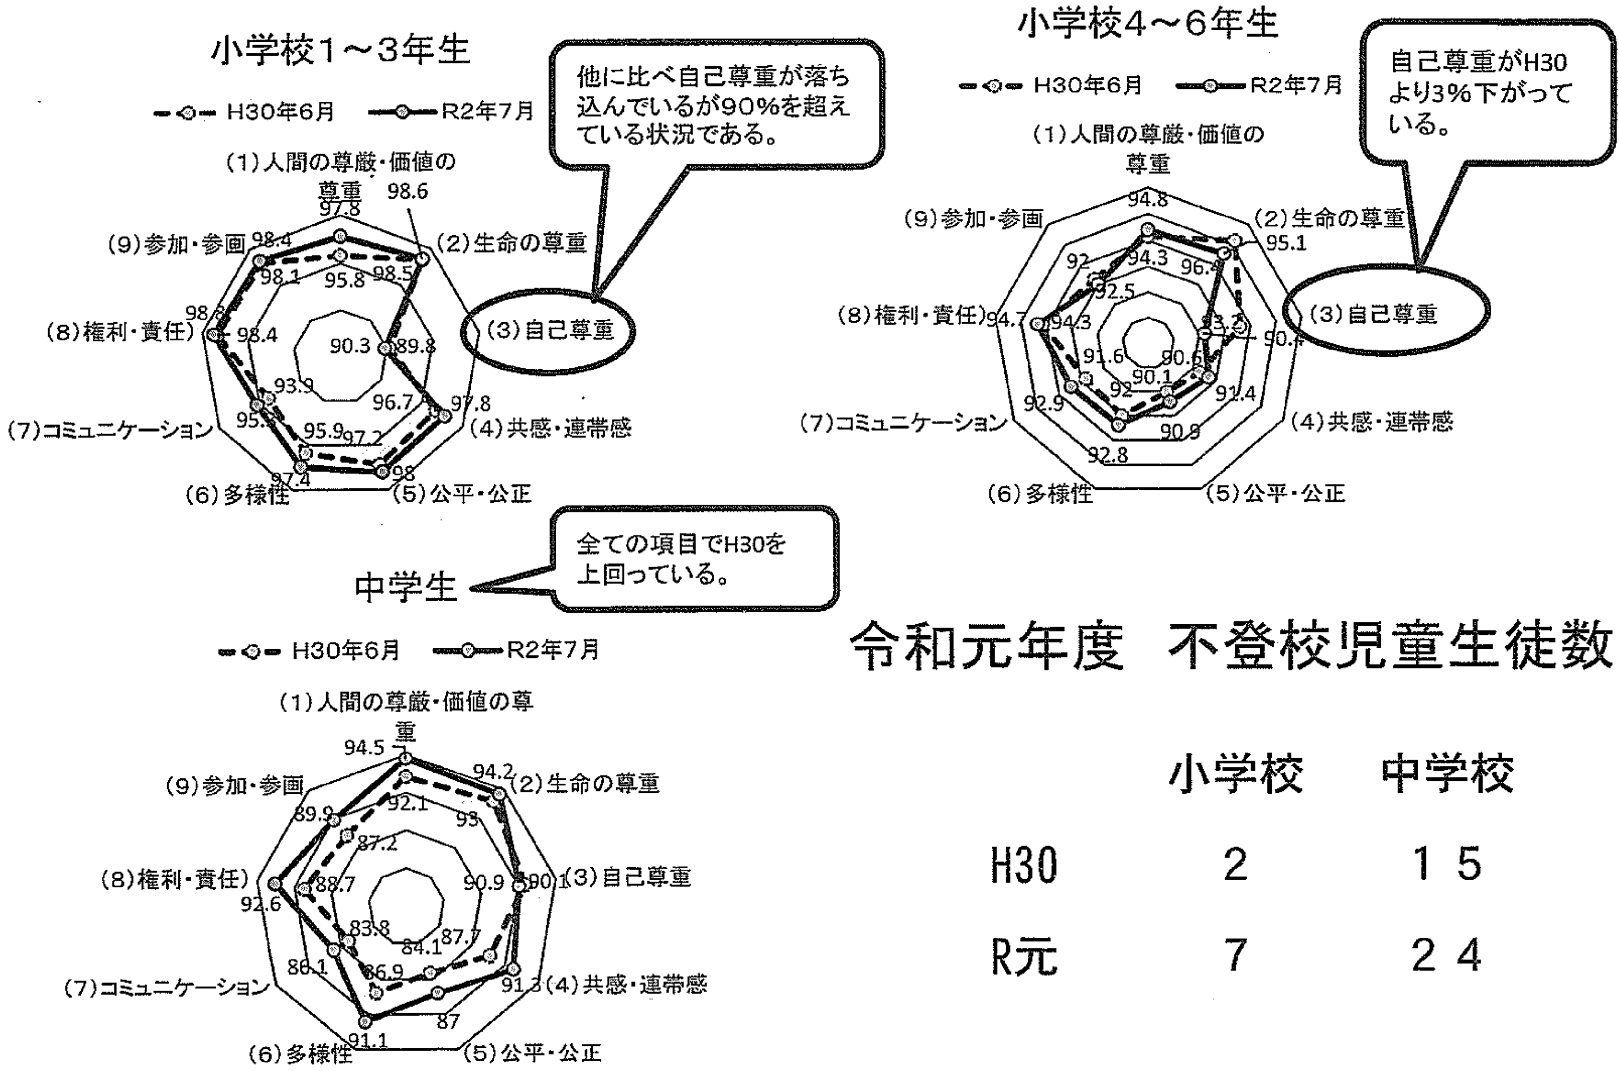 小学校1～3年生
H30年6月 R2年7月
他に比べ自己尊重が落ち
込んでいるが90%を超え
ている状況である。
(1)人間の尊厳・価値の
尊重
98.6
97.8
(9)参加・参画
98.4
(2)生命の尊重
98.1
95.8
98.5
(8)権利・責任)
98.4
90.3
89.8
(3)自己尊重
93.9
96.7
97.8
(7)コミュニケーション
95.9
97.2
(4)共感・連帯感
97.4
98
(6)多様性
(5)公平・公正
小学校4～6年生
H30年6月 R2年7月
自己尊重がH30
より3%下がって
いる。
(1)人間の尊厳・価値の
尊重
94.8
(9)参加・参画
(2)生命の尊重
95.1
92
94.3
96.4
92.5
(8)権利・責任)
94.7
94.3
90.4
(3)自己尊重
91.6
90.6
90.1
92
91.4
92.9
(7)コミュニケーション
(4)共感・連帯感
90.9
92.8
(6)多様性
(5)公平・公正
中学生
全ての項目でH30を
上回っている。
H30年6月 R2年7月
(1)人間の尊厳・価値の尊
重
94.5
94.2
(9)参加・参画
(2)生命の尊重
92.1
93
89.9
87.2
(8)権利・責任)
88.7
90.9
90.1
(3)自己尊重
92.6
83.8
84.1
87.7
86.1
86.9
(7)コミュニケーション
91.3
(4)共感・連帯感
87
91.1
(6)多様性
(5)公平・公正
令和元年度 不登校児童生徒数
小学校 中学校
H30 2 15
R元 7 24